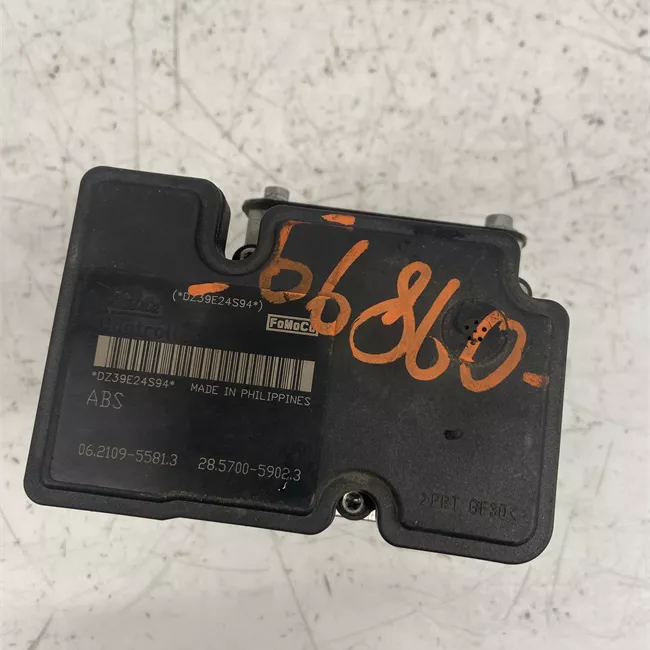 -66860-
(*DZ39E24S94*)
FoMoCo
*DZ39E24S94* MADE IN PHILIPPINES
ABS
06.2109-5581.3 28.5700-5902.3
>PBT GF30<